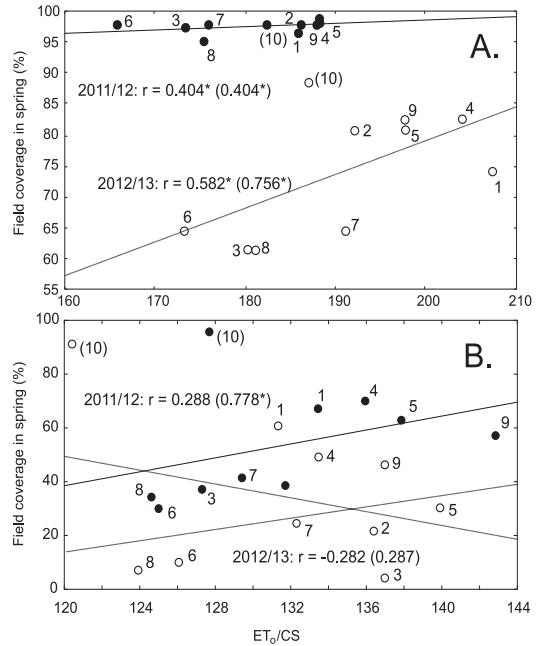 100
95
90
85
80
75
70
65
60
55
Field coverage in spring (%)
6 3 7 2
8 (10) 1 9 4 5
A.
2011/12: r = 0.404* (0.404*)
(10)
2 9 5 4
1
2012/13: r = 0.582* (0.756*)
6
3 8 7
160 170 180 190 200 210
100
80
60
40
20
0
Field coverage in spring (%)
(10) (10)
B.
2011/12: r = 0.288 (0.778*)
1 1 4 5 9
4 9
8 6 3 7
7 2 5
8 6 3
2012/13: r = -0.282 (0.287)
120 124 128 132 136 140 144
ETₒ/CS